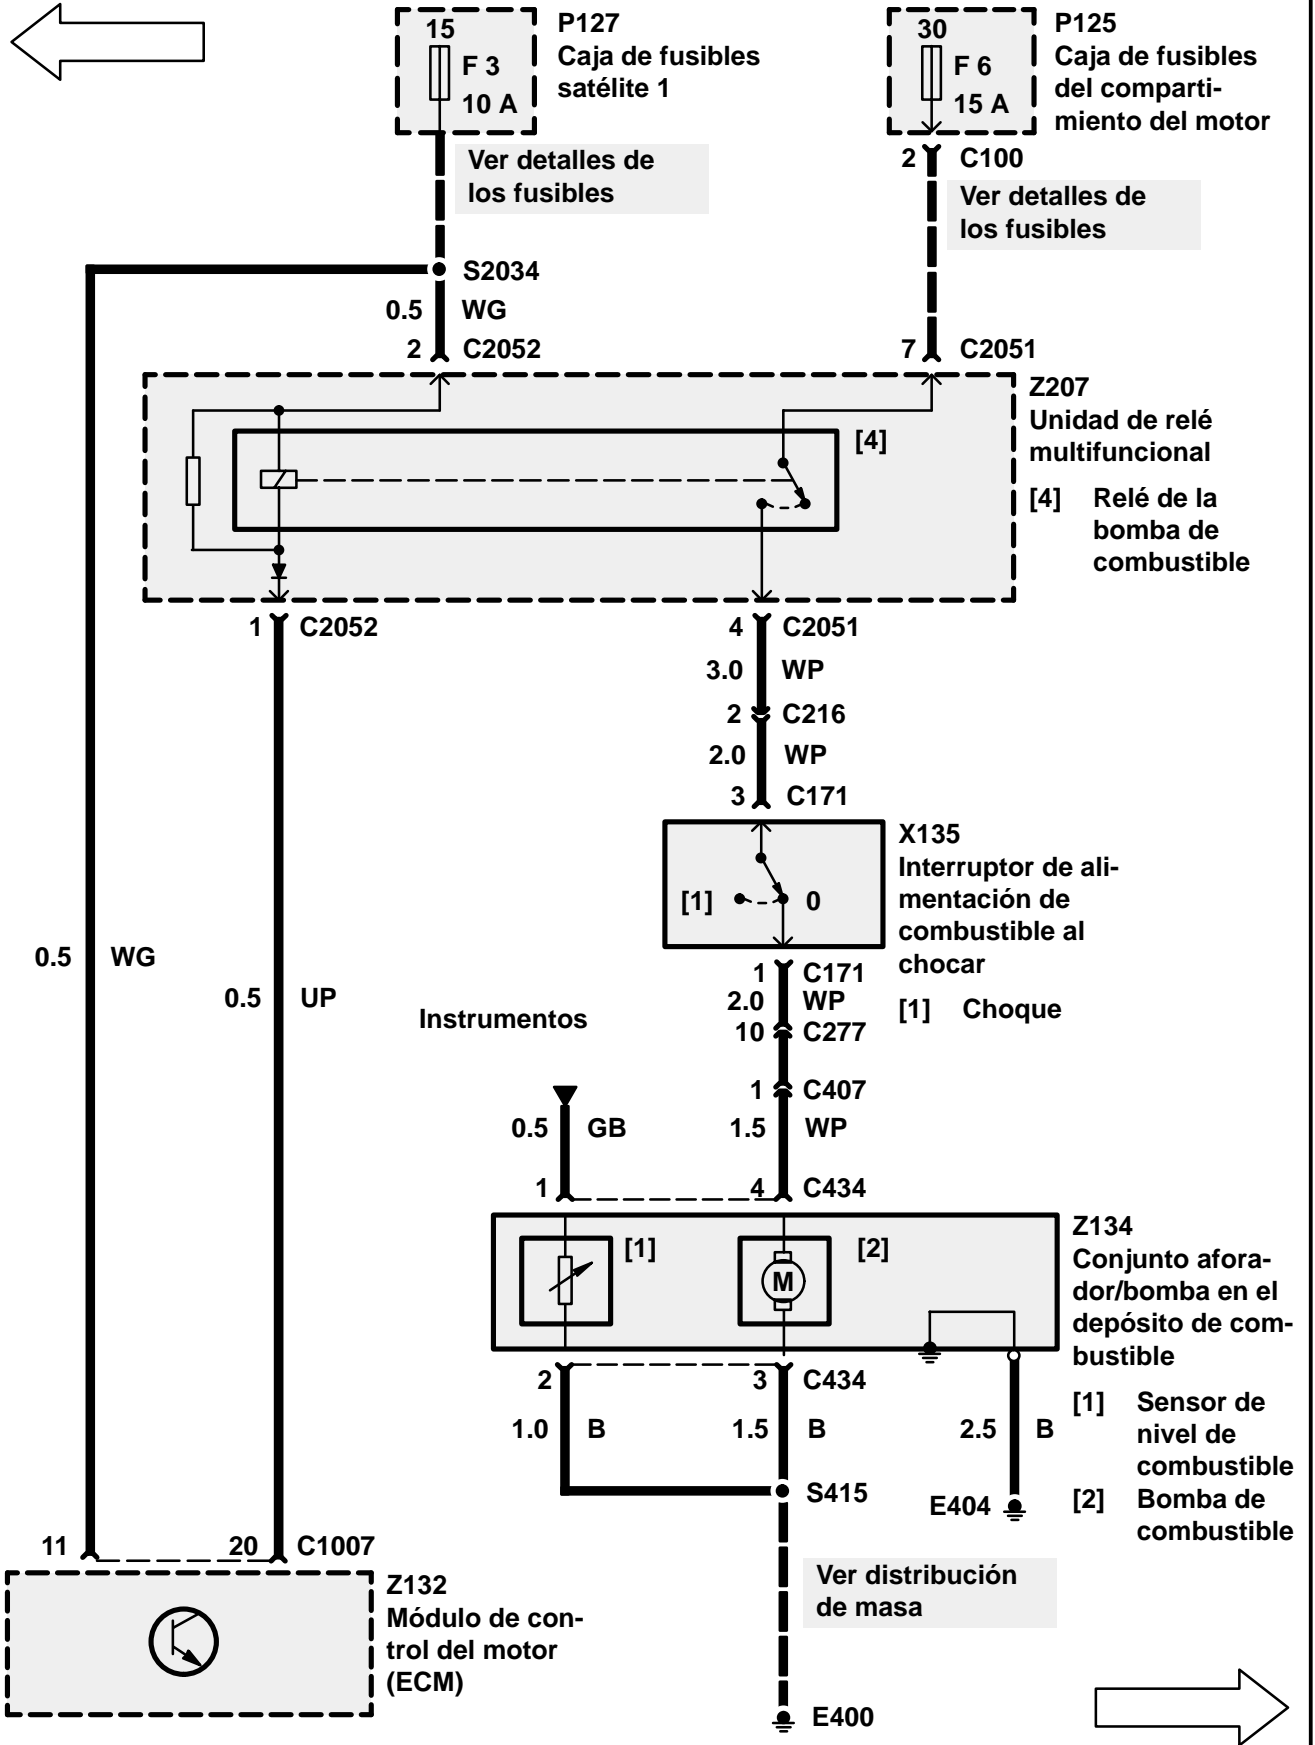 15
F 3
10 A
P127
Caja de fusibles
satélite 1
30
F 6
15 A
P125
Caja de fusibles
del comparti-
miento del motor
Ver detalles de
los fusibles
2 C100
Ver detalles de
los fusibles
S2034
0.5 WG
2 C2052
7 C2051
Z207
Unidad de relé
multifuncional
[4]
[4] Relé de la
bomba de
combustible
1 C2052
4 C2051
3.0 WP
2 C216
2.0 WP
3 C171
X135
Interruptor de ali-
mentación de
combustible al
chocar
[1] 0
[1] Choque
0.5 WG
0.5 UP
1 C171
2.0 WP
10 C277
Instrumentos
1 C407
0.5 GB
1.5 WP
1
4 C434
Z134
Conjunto afora-
dor/bomba en el
depósito de com-
bustible
[1]
[2]
M
[1] Sensor de
nivel de
combustible
[2] Bomba de
combustible
2
3 C434
1.0 B
1.5 B
2.5 B
S415
E404
11
20 C1007
Z132
Módulo de con-
trol del motor
(ECM)
Ver distribución
de masa
E400